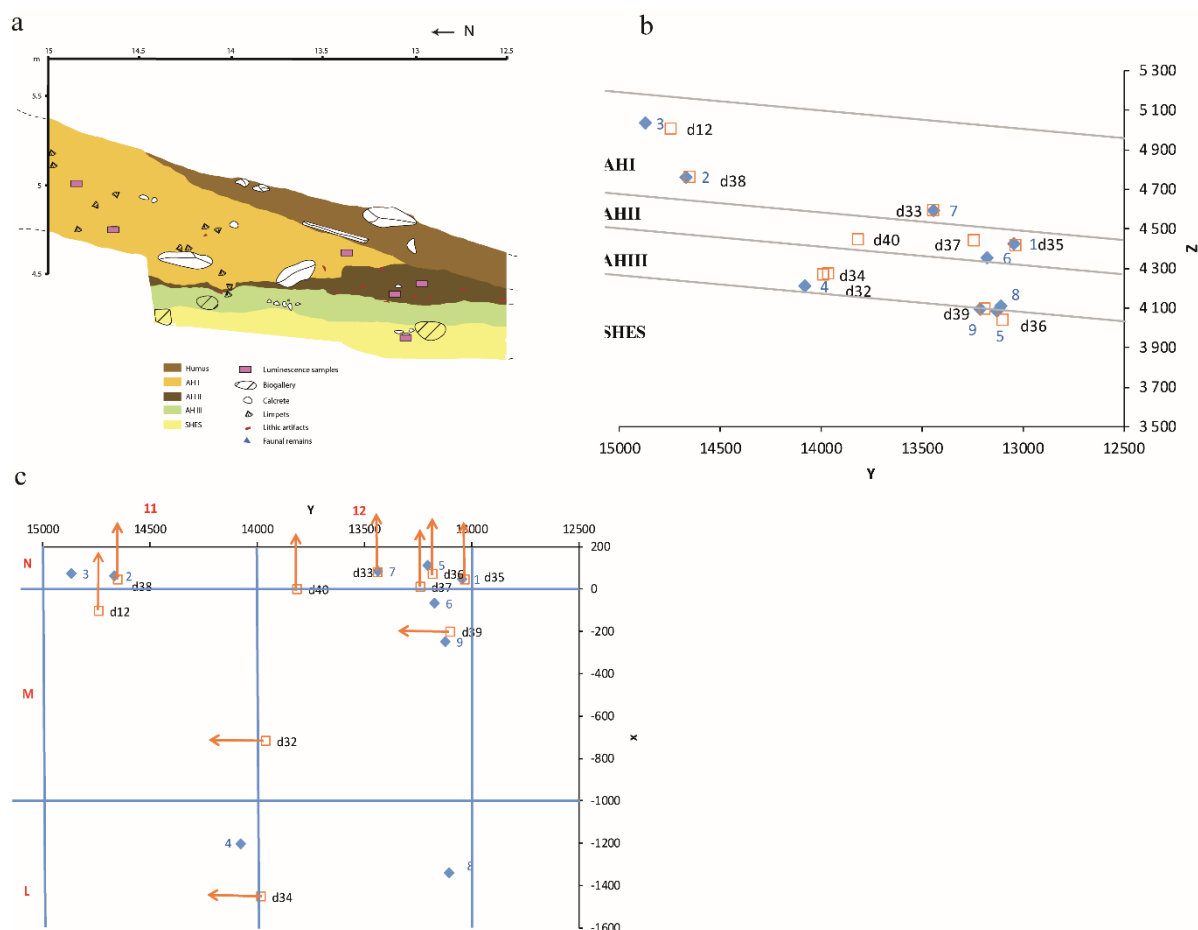 a
N
15
14.5
14
13.5
13
12.5
m
5.5
5
4.5
Humus
AH I
AH II
AH III
SHES
Luminescence samples
Biogallery
Calcrete
Limpets
Lithic artifacts
Faunal remains
b
5 300
5 100
4 900
4 700
4 500
4 300
4 100
3 900
3 700
3 500
Z
3
d12
AHI
2
d38
AHII
d33
7
d40
d37
1
d35
6
AHIII
d34
4
d32
8
d39
d36
9
5
SHES
15000
14500
14000
13500
13000
12500
Y
c
11
Y
12
15000
14500
14000
13500
13000
12500
200
0
-200
-400
-600
-800
-1000
-1200
-1400
-1600
x
N
3
2
d38
d12
d40
d33
7
5
d36
d37
1
d35
6
d39
9
M
d32
4
8
L
d34